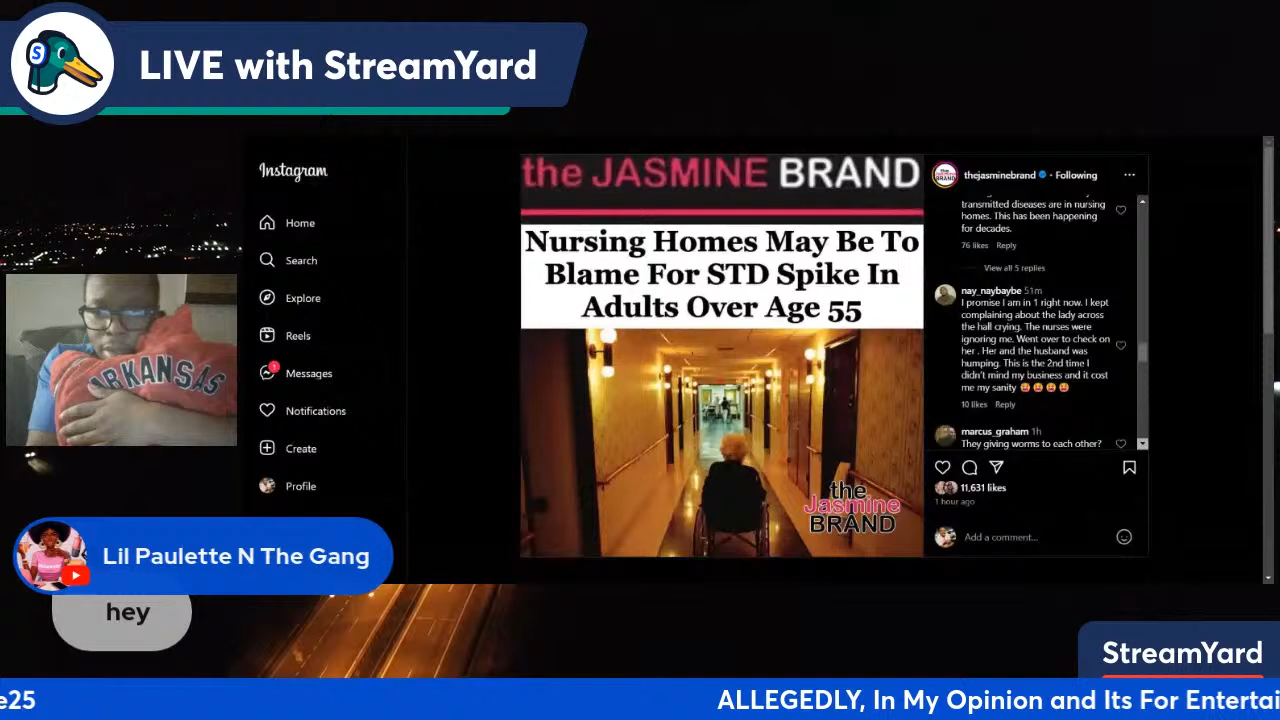 S
LIVE with StreamYard
Instagram
Home
Search
Explore
Reels
1
Messages
Notifications
Create
Profile
the JASMINE BRAND
Nursing Homes May Be To
Blame For STD Spike In
Adults Over Age 55
the
Jasmine
BRAND
thejasminebrand • Following
transmitted diseases are in nursing
homes. This has been happening
for decades.
76 likes Reply
View all 5 replies
nay_naybaybe 51m
I promise I am in 1 right now. I kept
complaining about the lady across
the hall crying. The nurses were
ignoring me. Went over to check on
her . Her and the husband was
humping. This is the 2nd time I
didn't mind my business and it cost
me my sanity
10 likes Reply
marcus_graham 1h
They giving worms to each other?
11,631 likes
1 hour ago
Add a comment...
ARKANSAS
Lil Paulette N The Gang
hey
StreamYard
e25
ALLEGEDLY, In My Opinion and Its For Entertai